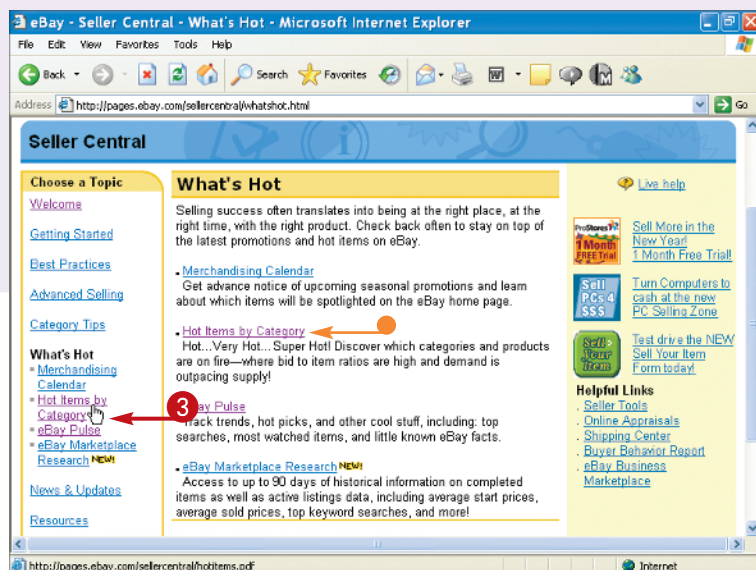 eBay - Seller Central - What's Hot - Microsoft Internet Explorer
File Edit View Favorites Tools Help
Back Search Favorites
Address http://pages.ebay.com/sellercentral/whatshot.html Go
Seller Central
Choose a Topic
Welcome
Getting Started
Best Practices
Advanced Selling
Category Tips
What's Hot
Merchandising
Calendar
Hot Items by
Category
eBay Pulse
eBay Marketplace
Research NEW!
News & Updates
Resources
3
What's Hot
Selling success often translates into being at the right place, at the
right time, with the right product. Check back often to stay on top of
the latest promotions and hot items on eBay.
Merchandising Calendar
Get advance notice of upcoming seasonal promotions and learn
about which items will be spotlighted on the eBay home page.
Hot Items by Category
Hot...Very Hot...Super Hot! Discover which categories and products
are on fire—where bid to item ratios are high and demand is
outpacing supply!
ay Pulse
rack trends, hot picks, and other cool stuff, including: top
searches, most watched items, and little known eBay facts.
eBay Marketplace Research NEW!
Access to up to 90 days of historical information on completed
items as well as active listings data, including average start prices,
average sold prices, top keyword searches, and more!
Live help
ProStores
1 Month
FREE Trial
Sell More in the
New Year!
1 Month Free Trial!
Sell
PCs 4
$$$
Turn Computers to
cash at the new
PC Selling Zone
Sell
Your
Item
Test drive the NEW
Sell Your Item
Form today!
Helpful Links
. Seller Tools
. Online Appraisals
. Shipping Center
. Buyer Behavior Report
. eBay Business
Marketplace
http://pages.ebay.com/sellercentral/hotitems.pdf Internet